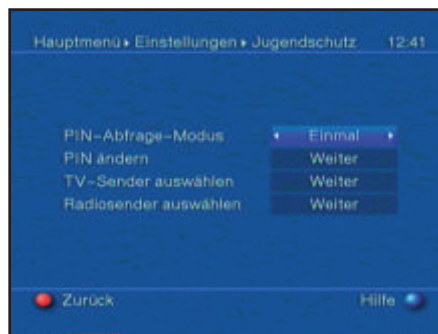 Hauptmenü▸ Einstellungen▸ Jugendschutz 12:41
PIN-Abfrage-Modus Einmal
PIN ändern Weiter
TV-Sender auswählen Weiter
Radiosender auswählen Weiter
Zurück Hilfe